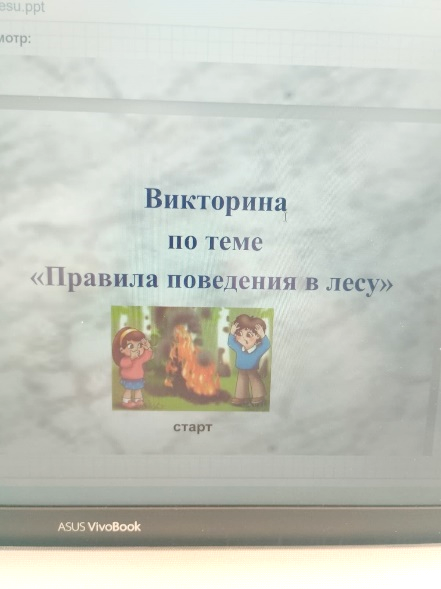 esu.ppt
мотр:
Викторина
по теме
«Правила поведения в лесу»
старт
ASUS VivoBook